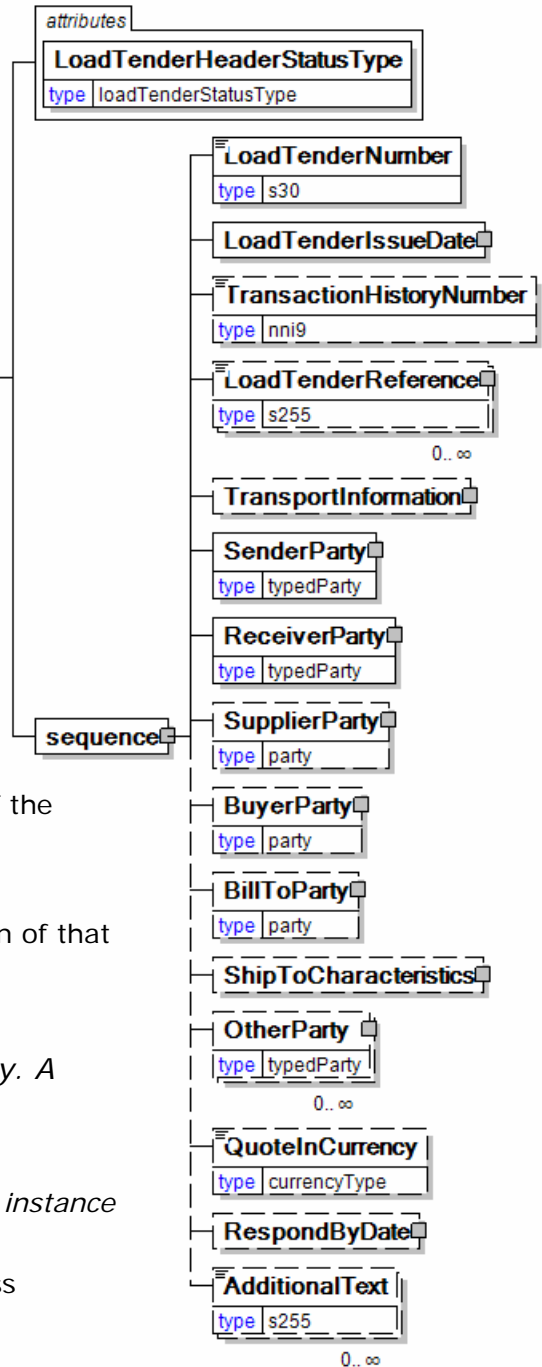 attributes
LoadTenderHeaderStatusType
type loadTenderStatusType
LoadTenderNumber
type s30
LoadTenderIssueDate
TransactionHistoryNumber
type nni9
LoadTenderReference
type s255
0.. ∞
TransportInformation
SenderParty
type typedParty
ReceiverParty
type typedParty
sequence
SupplierParty
type party
the
BuyerParty
type party
BillToParty
type party
n of that
ShipToCharacteristics
OtherParty
type typedParty
y. A
0.. ∞
QuoteInCurrency
type currencyType
instance
RespondByDate
ss
AdditionalText
type s255
0.. ∞